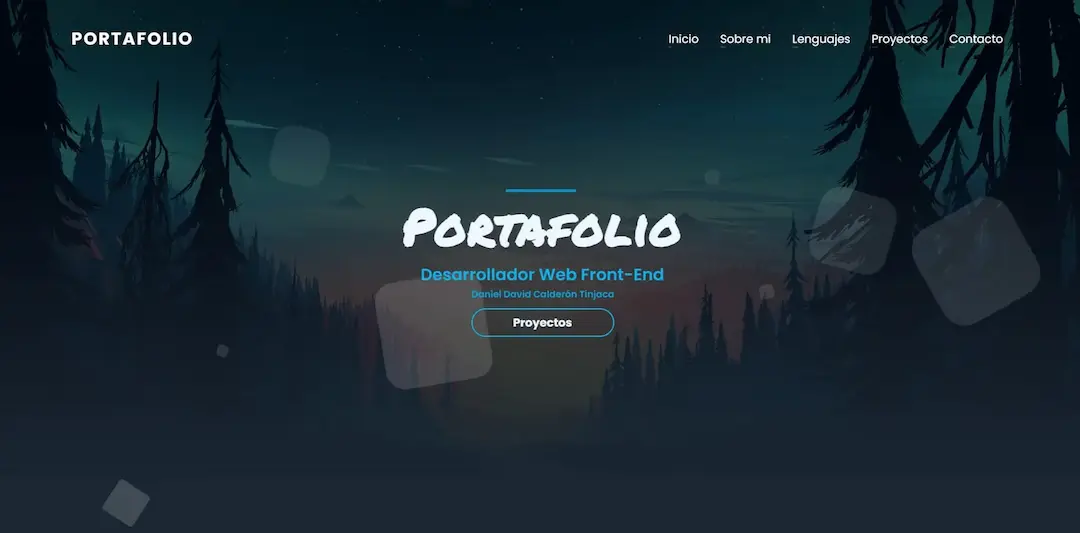 PORTAFOLIO
Inicio Sobre mi Lenguajes Proyectos Contacto
PORTAFOLIO
Desarrollador Web Front-End
Daniel David Calderón Tinjaca
Proyectos